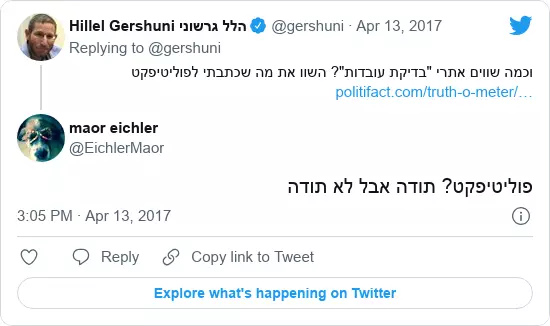 Hillel Gershuni הלל גרשוני @gershuni · Apr 13, 2017
Replying to @gershuni
וכמה שווים אתרי "בדיקת עובדות"? השוו את מה שכתבתי לפוליטיפקט
politifact.com/truth-o-meter/…
maor eichler
@EichlerMaor
פוליטיפקט? תודה אבל לא תודה
3:05 PM · Apr 13, 2017
Reply Copy link to Tweet
Explore what's happening on Twitter